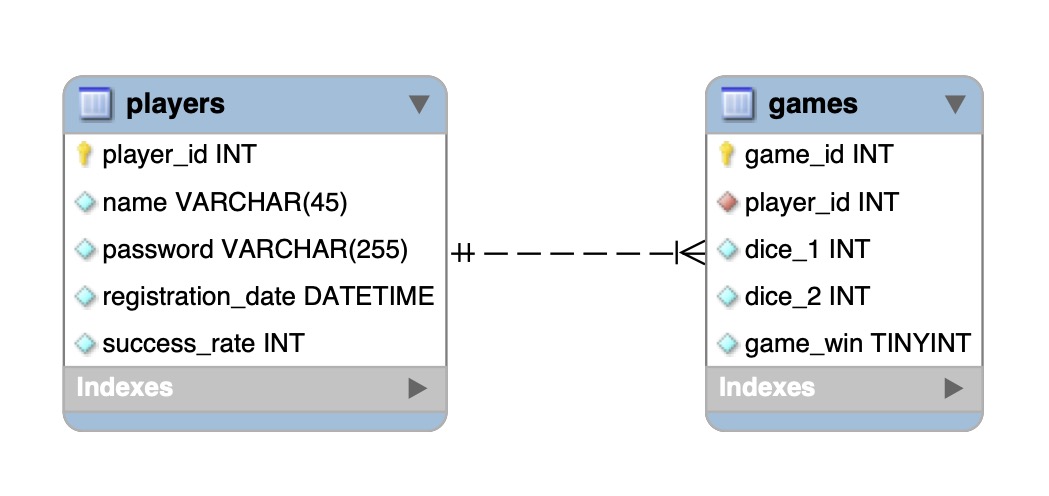 players
player_id INT
name VARCHAR(45)
password VARCHAR(255)
registration_date DATETIME
success_rate INT
Indexes
games
game_id INT
player_id INT
dice_1 INT
dice_2 INT
game_win TINYINT
Indexes